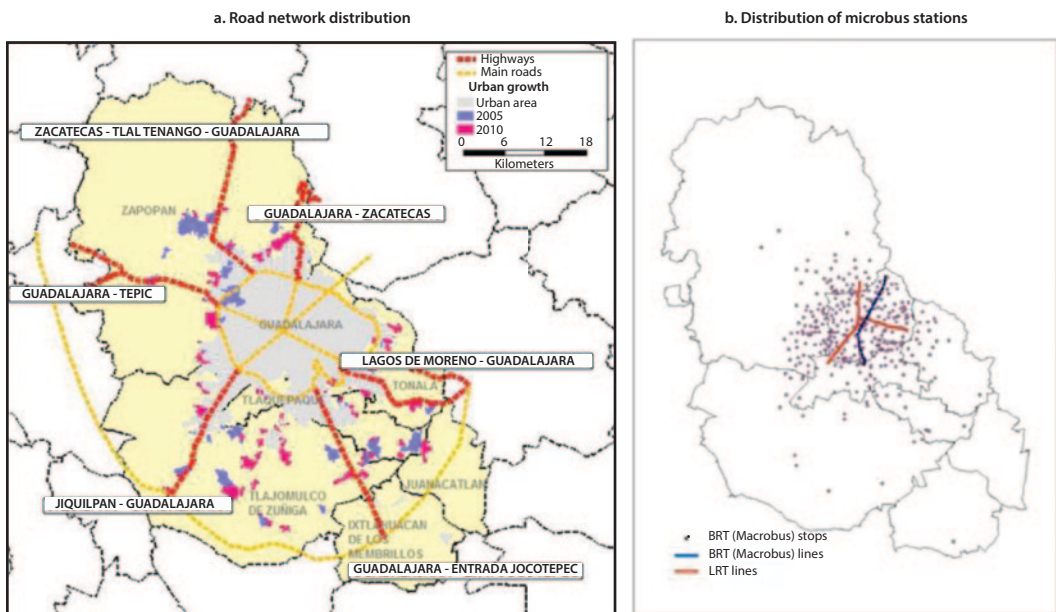 a. Road network distribution
Highways
Main roads
Urban growth
Urban area
2005
2010
0 6 12 18
Kilometers
ZACATECAS - TLAL TENANGO - GUADALAJARA
ZAPOPAN
GUADALAJARA - ZACATECAS
GUADALAJARA - TEPIC
GUADALAJARA
LAGOS DE MORENO - GUADALAJARA
TONALA
TLAQUEPAQUE
JUANACATLAN
JIQUILPAN - GUADALAJARA
TLAJOMULCO
DE ZUÑIGA
IXTLAHUACAN
DE LOS
MEMBRILLOS
GUADALAJARA - ENTRADA JOCOTEPEC
b. Distribution of microbus stations
BRT (Macrobus) stops
BRT (Macrobus) lines
LRT lines